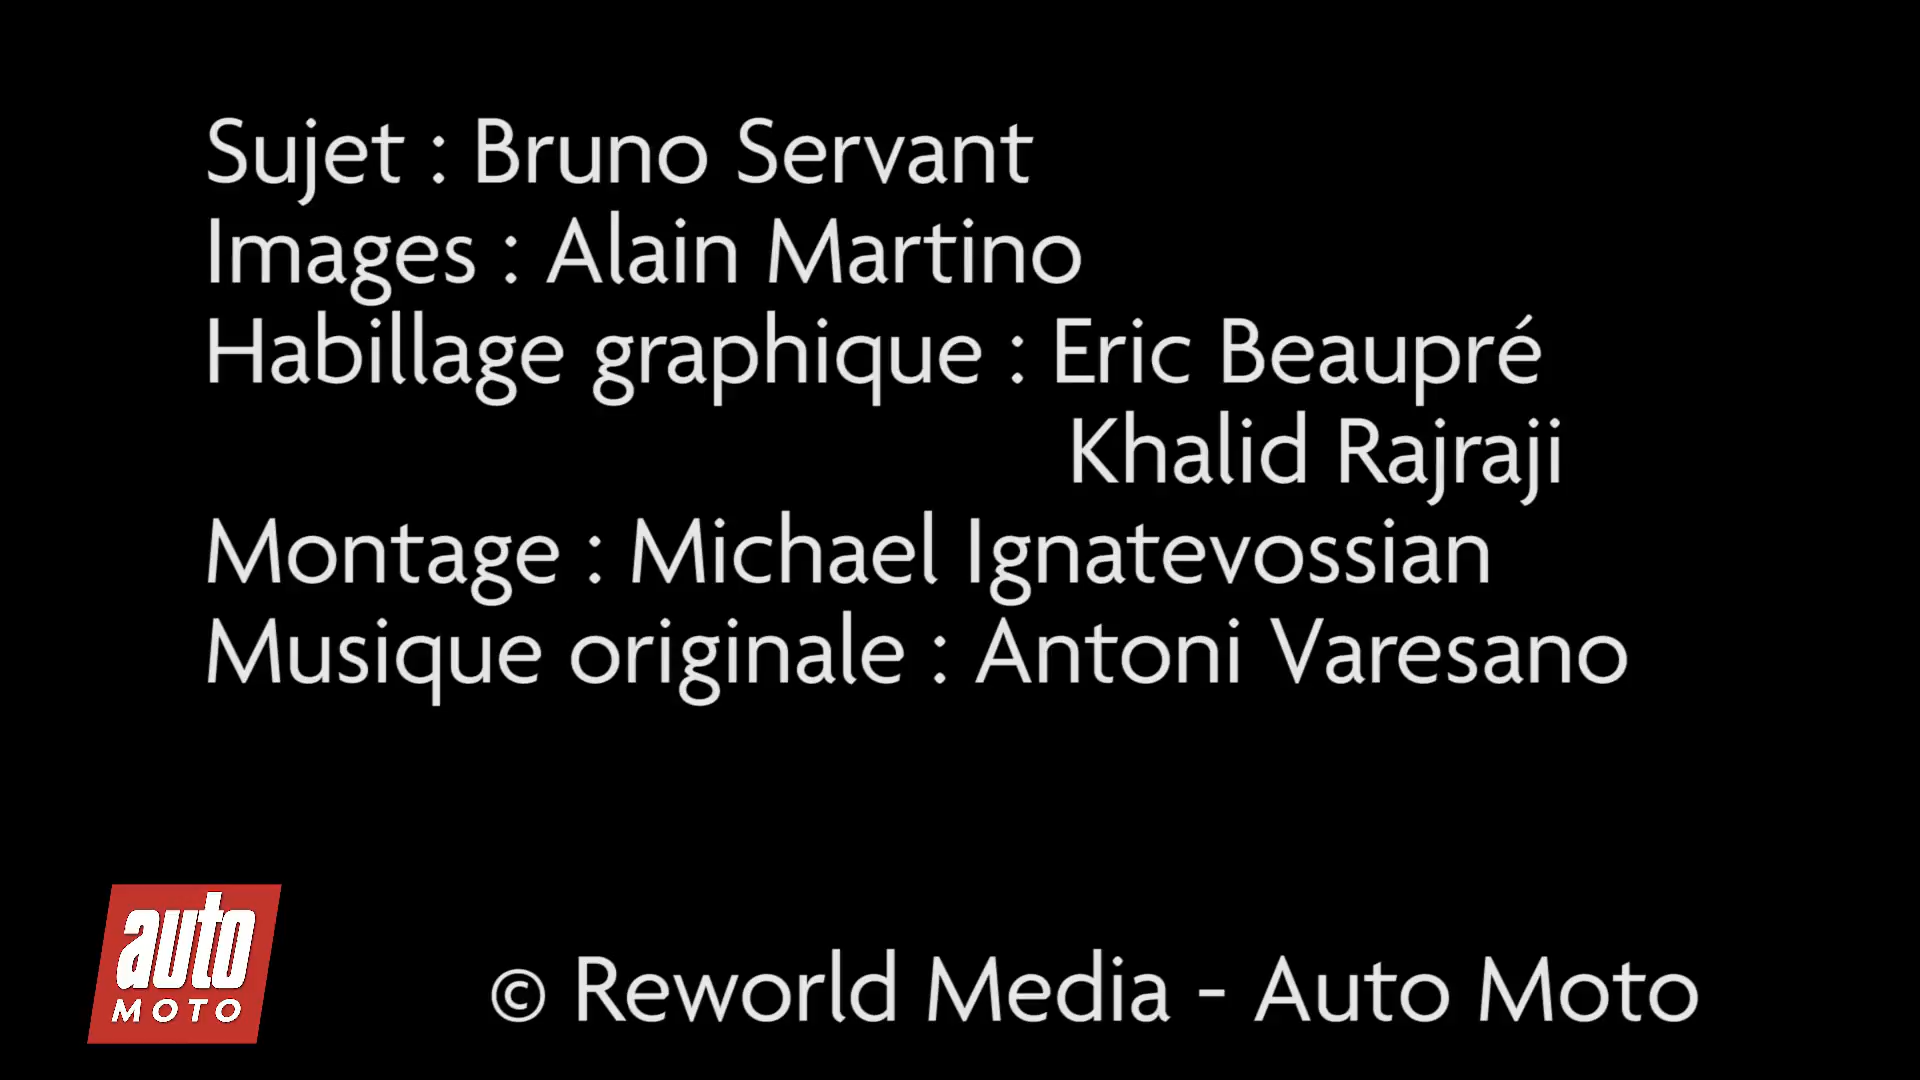 Sujet : Bruno Servant
Images : Alain Martino
Habillage graphique : Eric Beaupré
Khalid Rajraji
Montage : Michael Ignatevossian
Musique originale : Antoni Varesano
auto
MOTO
© Reworld Media - Auto Moto